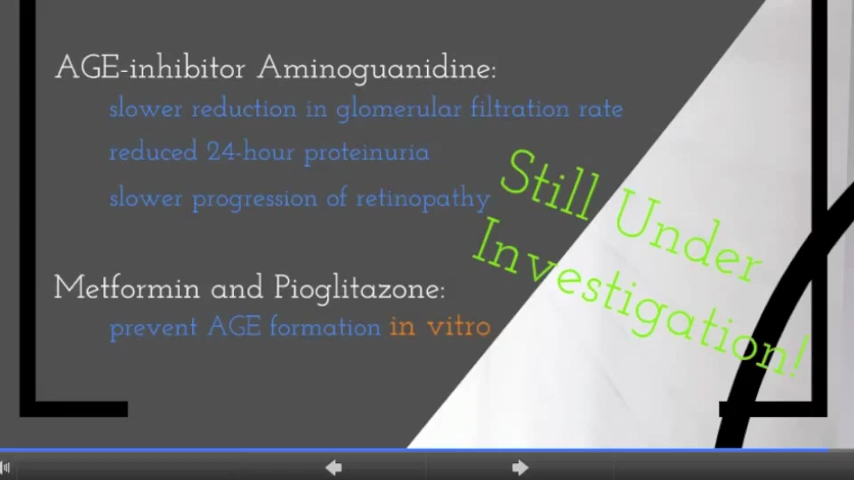 AGE-inhibitor Aminoguanidine:
slower reduction in glomerular filtration rate
reduced 24-hour proteinuria
slower progression of retinopathy
Still Under
Investigation!
Metformin and Pioglitazone:
prevent AGE formation in vitro